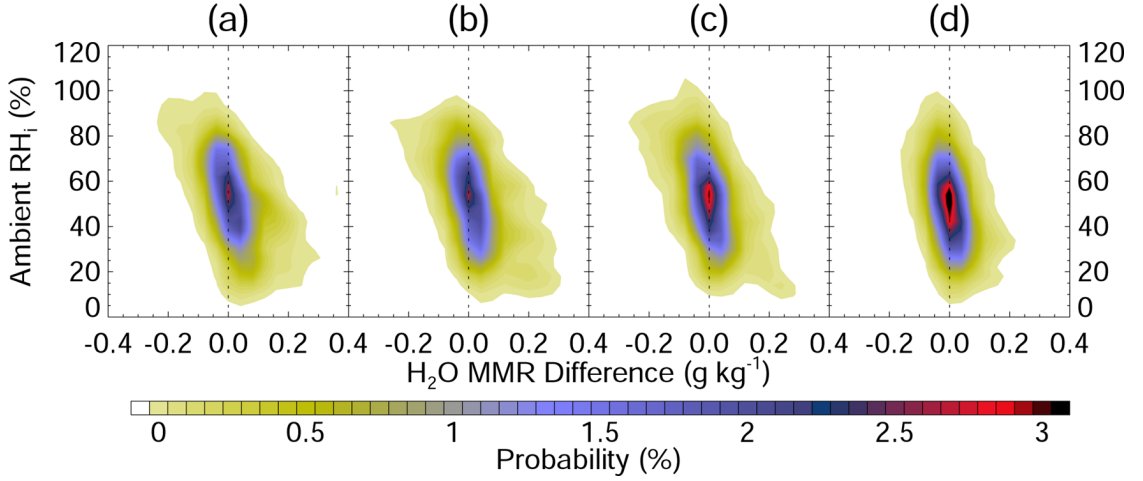 (a) (b) (c) (d)
120 120
100 100
80 80
60 60
40 40
20 20
0 0
Ambient RHi (%)
-0.4 -0.2 0.0 0.2 0.4 -0.2 0.0 0.2 0.4 -0.2 0.0 0.2 0.4 -0.2 0.0 0.2 0.4
H2O MMR Difference (g kg-1)
0 0.5 1 1.5 2 2.5 3
Probability (%)